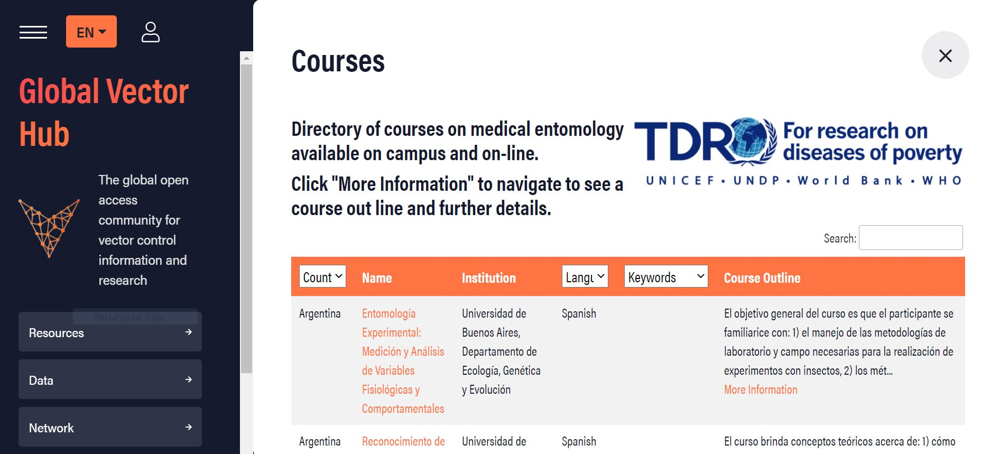 EN
Global Vector
Hub
The global open
access
community for
vector control
information and
research
Rectangular Snip
Resources
Data
Network
Courses
Directory of courses on medical entomology
available on campus and on-line.
Click "More Information" to navigate to see a
course out line and further details.
TDR For research on
diseases of poverty
UNICEF • UNDP • World Bank • WHO
Search:
Count Name Institution Langu Keywords Course Outline
Argentina Entomología Universidad de Spanish El objetivo general del curso es que el participante se
Experimental: Buenos Aires, familiarice con: 1) el manejo de las metodologías de
Medición y Análisis Departamento de laboratorio y campo necesarias para la realización de
de Variables Ecología, Genética experimentos con insectos, 2) los mét...
Fisiológicas y y Evolución More Information
Comportamentales
Argentina Reconocimiento de Universidad de Spanish El curso brinda conceptos teóricos acerca de: 1) cómo